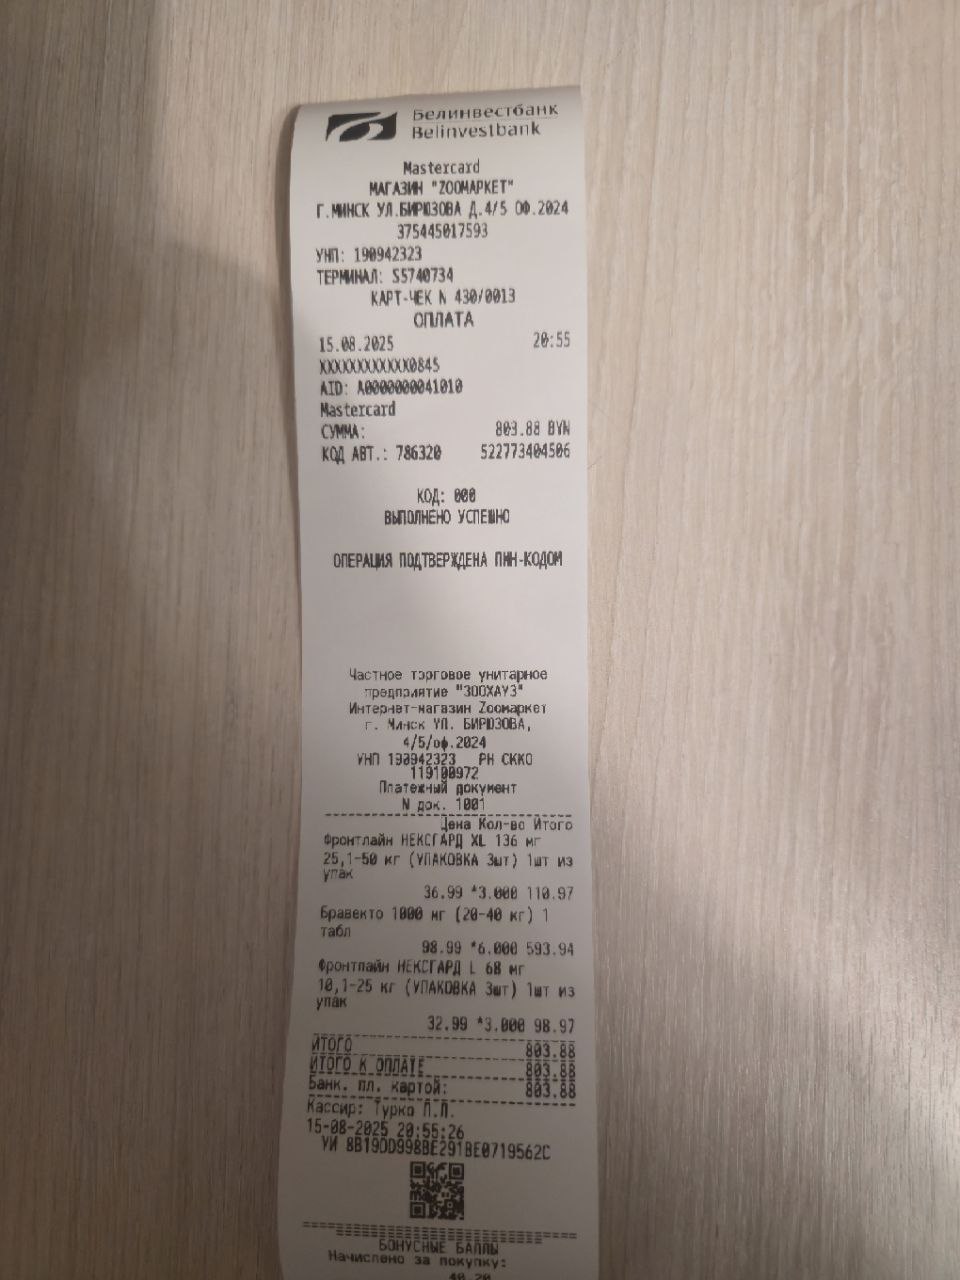 Белинвестбанк
Belinvestbank
Mastercard
МАГАЗИН "ZOOМАРКЕТ"
Г.МИНСК УЛ.БИРЮЗОВА Д.4/5 ОФ.2024
375445017593
УНП: 190942323
ТЕРМИНАЛ: S5740734
КАРТ-ЧЕК N 430/0013
ОПЛАТА
15.08.2025 20:55
XXXXXXXXXXXX0845
AID: A0000000041010
Mastercard
СУММА: 803.88 BYN
КОД АВТ.: 786320 522773404506
КОД: 000
ВЫПОЛНЕНО УСПЕШНО
ОПЕРАЦИЯ ПОДТВЕРЖДЕНА ПИН-КОДОМ
Частное торговое унитарное
предприятие "ЗООХАУЗ"
Интернет-магазин Zooмаркет
г. Минск УЛ. БИРЮЗОВА,
4/5/оф.2024
УНП 190942323 РН СККО
119100972
Платежный документ
N док. 1001
Цена Кол-во Итого
Фронтлайн НЕКСГАРД XL 136 мг
25,1-50 кг (УПАКОВКА 3шт) 1шт из
упак
36.99 *3.000 110.97
Бравекто 1000 мг (20-40 кг) 1
табл
98.99 *6.000 593.94
Фронтлайн НЕКСГАРД L 68 мг
10,1-25 кг (УПАКОВКА 3шт) 1шт из
упак
32.99 *3.000 98.97
ИТОГО 803.88
ИТОГО К ОПЛАТЕ 803.88
Банк. пл. картой: 803.88
Кассир: Турко Л.Л.
15-08-2025 20:55:26
УИ 8B19DD998BE291BE0719562C
БОНУСНЫЕ БАЛЛЫ
Начислено за покупку:
40.20